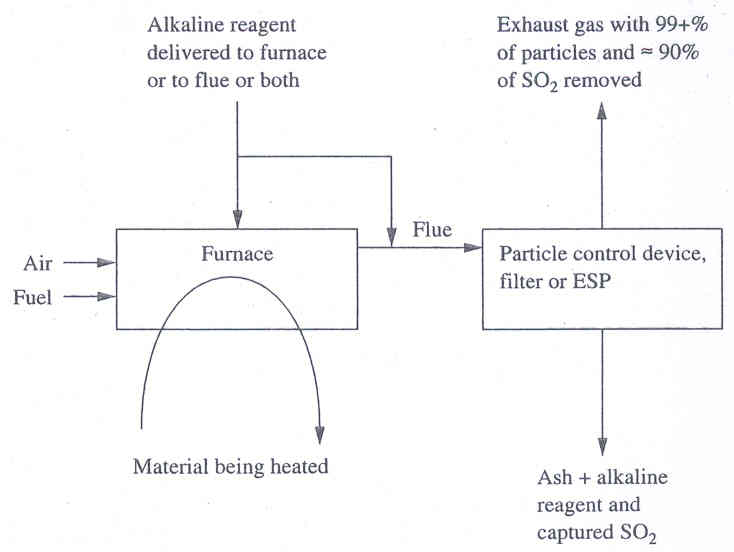 Alkaline reagent
delivered to furnace
or to flue or both
Exhaust gas with 99+%
of particles and ≈ 90%
of SO₂ removed
Flue
Furnace
Air
Fuel
Particle control device,
filter or ESP
Material being heated
Ash + alkaline
reagent and
captured SO₂